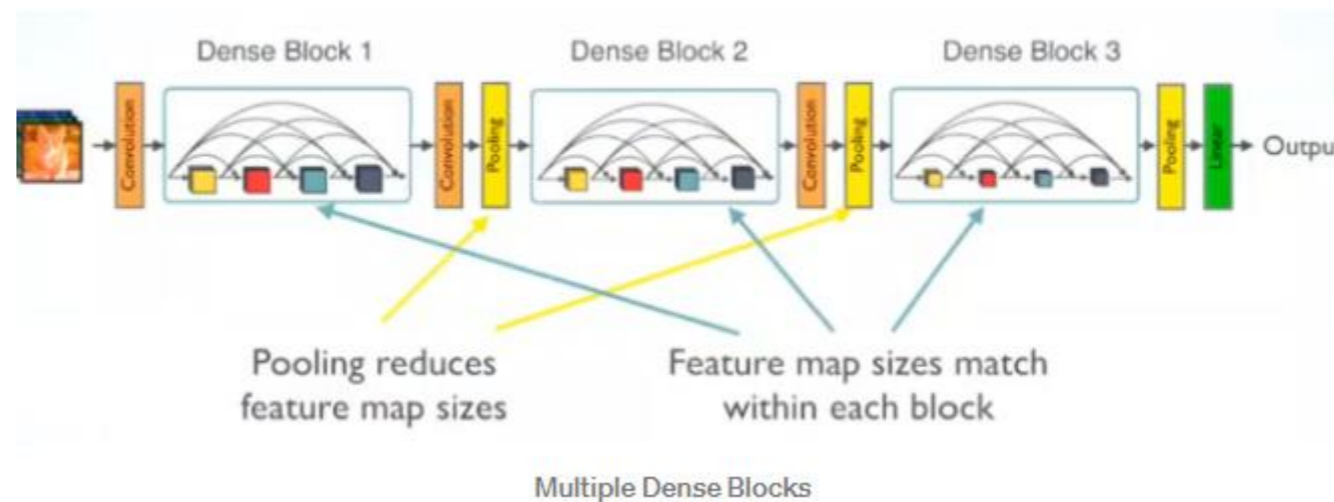 Dense Block 1
Dense Block 2
Dense Block 3
Convolution
Convolution
Pooling
Convolution
Pooling
Pooling
Linear
Outpu
Pooling reduces
feature map sizes
Feature map sizes match
within each block
Multiple Dense Blocks